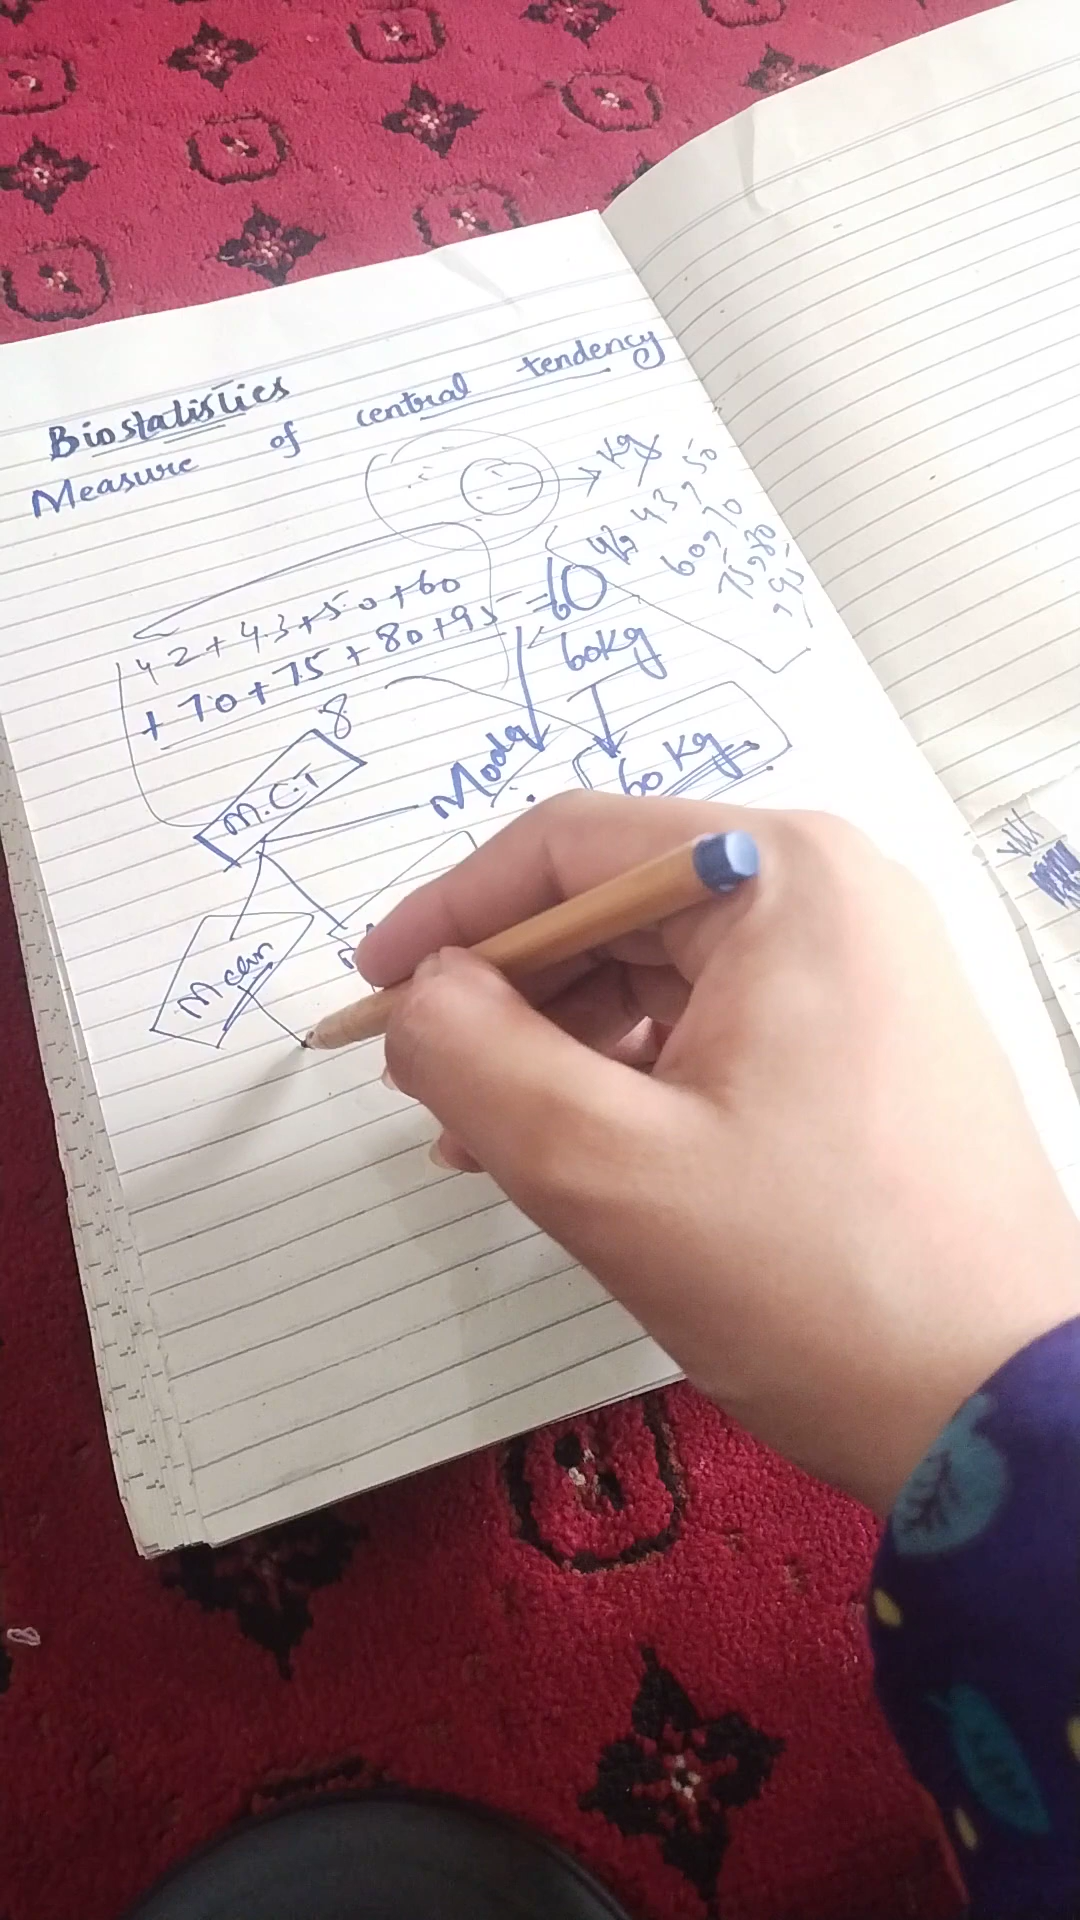 Biostatistics
Measure of central tendency
Kg
42, 43, 50
60, 70
75, 80
95
42 + 43 + 50 + 60
+ 70 + 75 + 80 + 95 = 60
8
60Kg
60 Kg
Mode
M.C.T
Mean